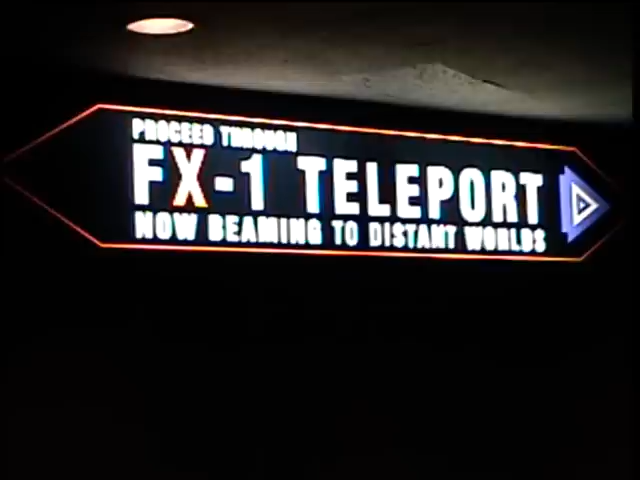 PROCEED THROUGH
FX-1 TELEPORT
NOW BEAMING TO DISTANT WORLDS